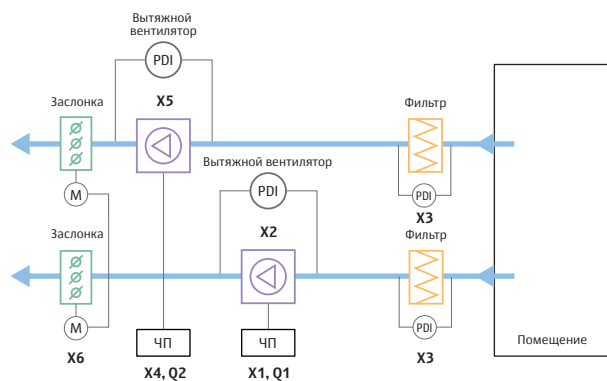 Вытяжной
вентилятор
PDI
X5
Заслонка
Фильтр
M
PDI
X3
Вытяжной вентилятор
PDI
X2
Заслонка
Фильтр
M
PDI
X6
ЧП
ЧП
X3
X4, Q2
X1, Q1
Помещение